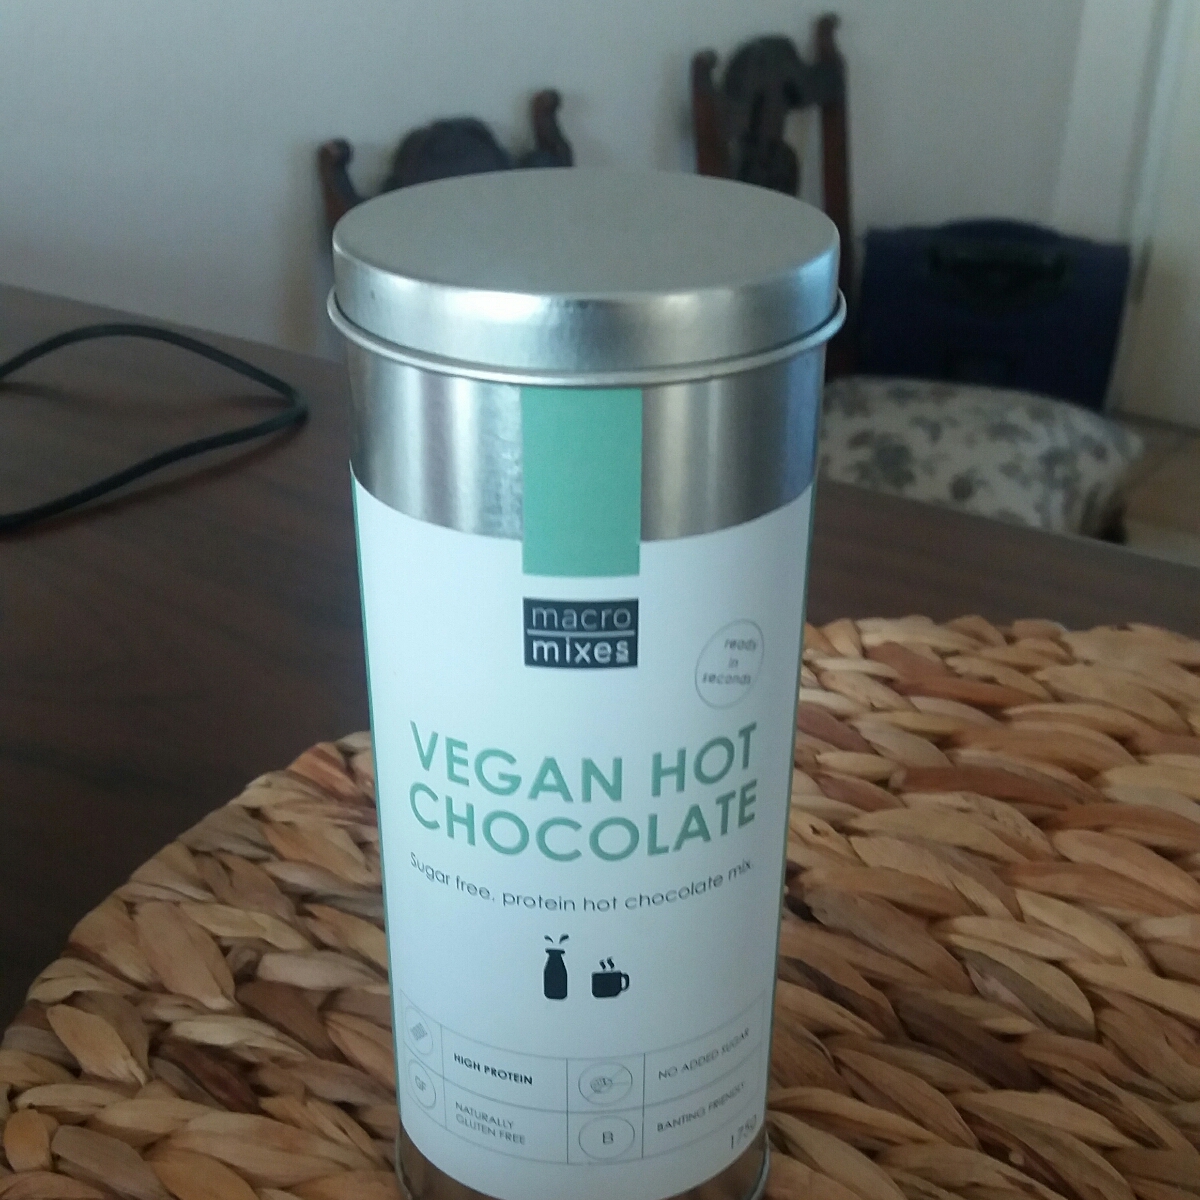 macro
mixes
ready
in
seconds
VEGAN HOT
CHOCOLATE
Sugar free, protein hot chocolate mix.
HIGH PROTEIN
NO ADDED SUGAR
GF
NATURALLY
GLUTEN FREE
B
BANTING FRIENDLY
175g